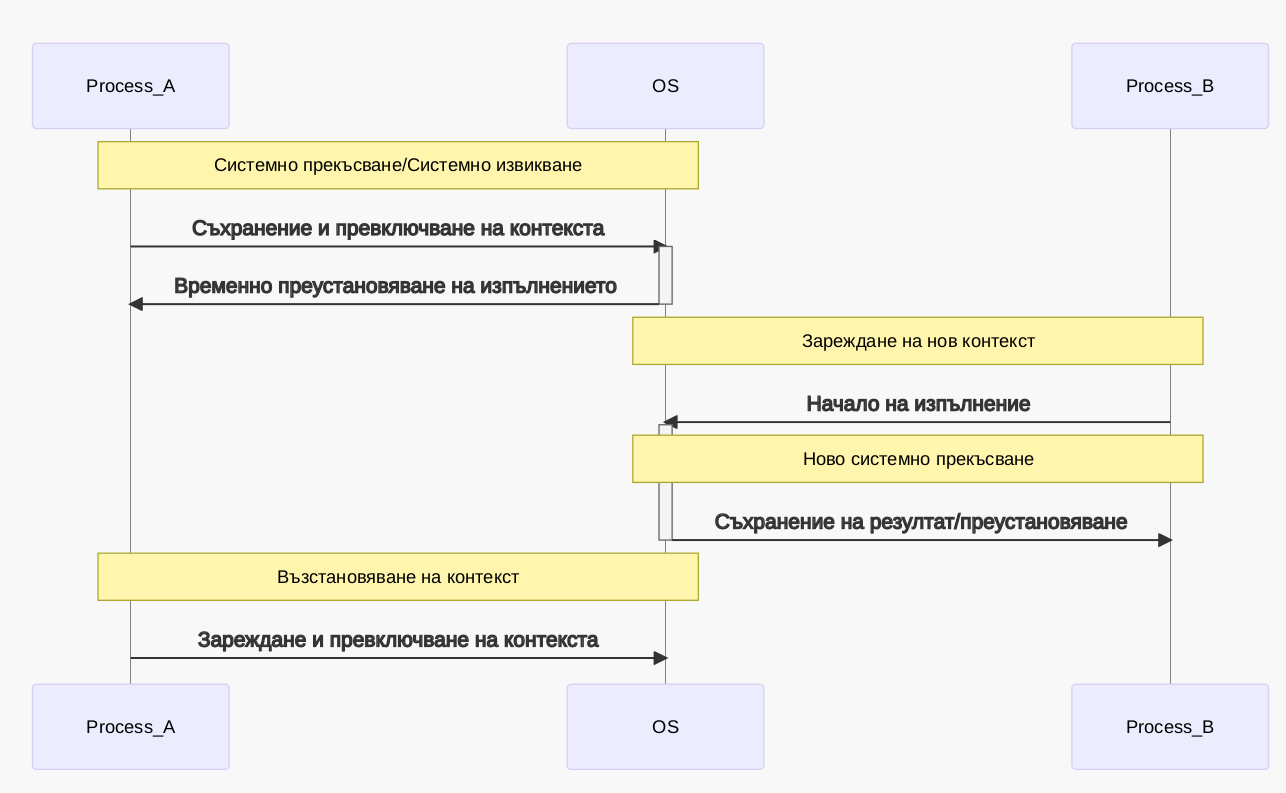 Process_A
OS
Process_B
Системно прекъсване/Системно извикване
Съхранение и превключване на контекста
Временно преустановяване на изпълнението
Зареждане на нов контекст
Начало на изпълнение
Ново системно прекъсване
Съхранение на резултат/преустановяване
Възстановяване на контекст
Зареждане и превключване на контекста
Process_A
OS
Process_B